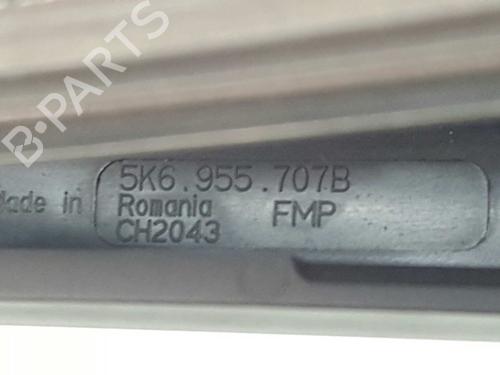 B-PARTS
5K6.955.707B
Made in Romania FMP
CH2043